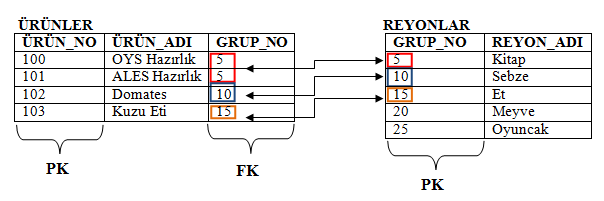 ÜRÜNLER
ÜRÜN_NO ÜRÜN_ADI GRUP_NO
100 OYS Hazırlık 5
101 ALES Hazırlık 5
102 Domates 10
103 Kuzu Eti 15
PK FK
REYONLAR
GRUP_NO REYON_ADI
5 Kitap
10 Sebze
15 Et
20 Meyve
25 Oyuncak
PK